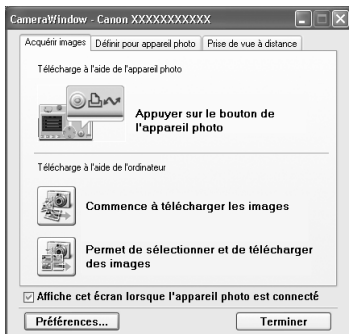 CameraWindow - Canon XXXXXXXXXXX
Acquérir images Définir pour appareil photo Prise de vue à distance
Télécharge à l'aide de l'appareil photo
Appuyer sur le bouton de
l'appareil photo
Télécharge à l'aide de l'ordinateur
Commence à télécharger les images
Permet de sélectionner et de télécharger
des images
Affiche cet écran lorsque l'appareil photo est connecté
Préférences... Terminer